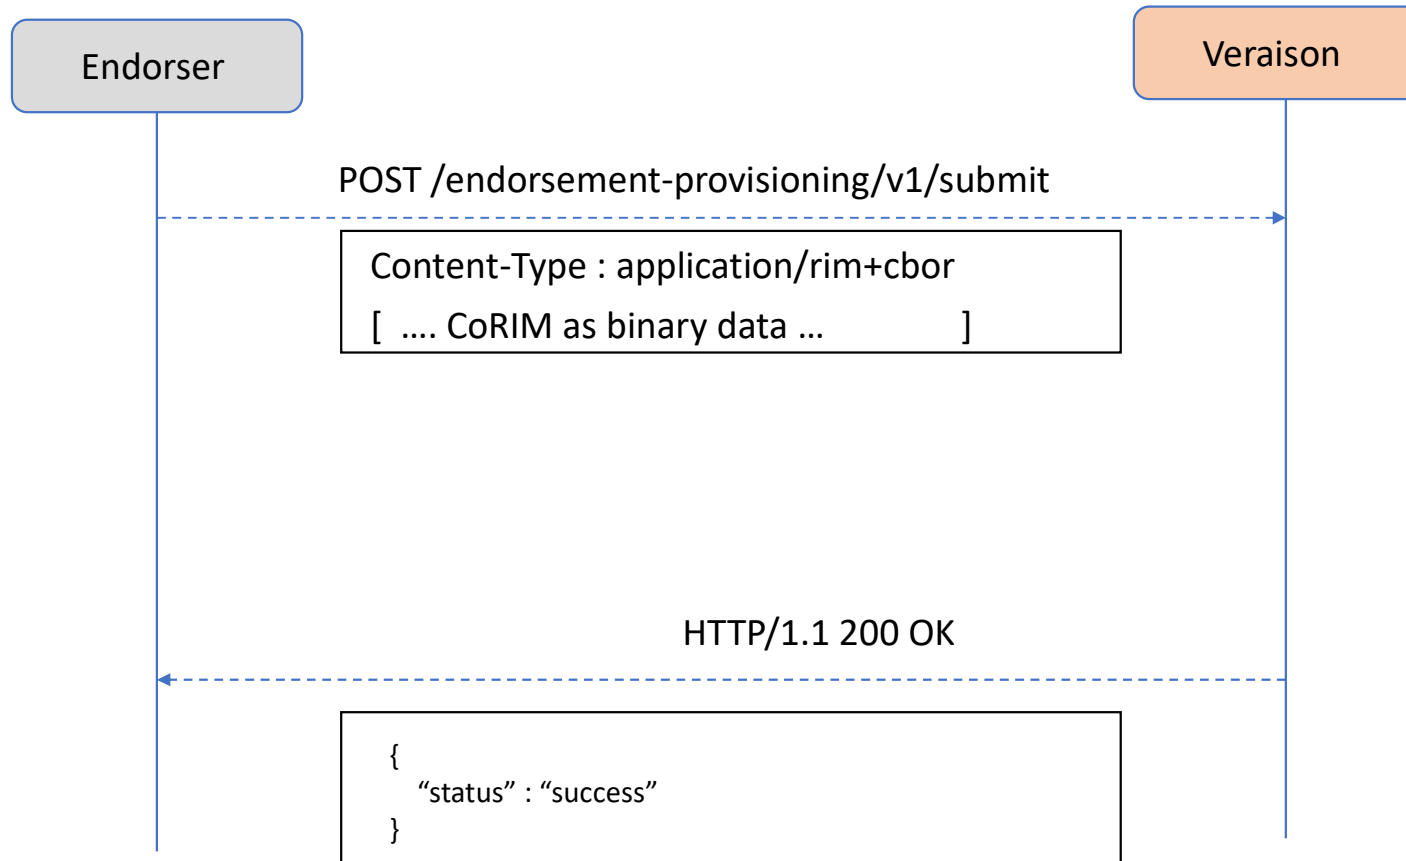 Endorser
Veraison
POST /endorsement-provisioning/v1/submit
Content-Type : application/rim+cbor
[ .... CoRIM as binary data ... ]
HTTP/1.1 200 OK
{
“status” : “success”
}